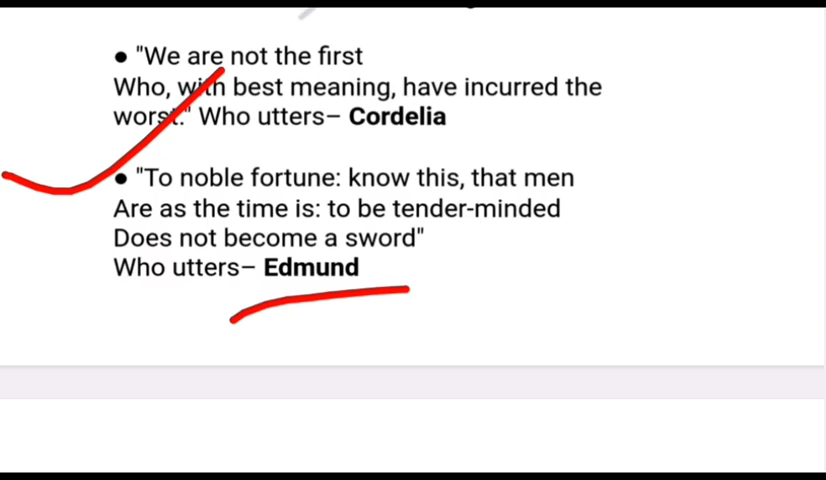 ● "We are not the first
Who, with best meaning, have incurred the
worst." Who utters– Cordelia
● "To noble fortune: know this, that men
Are as the time is: to be tender-minded
Does not become a sword"
Who utters– Edmund